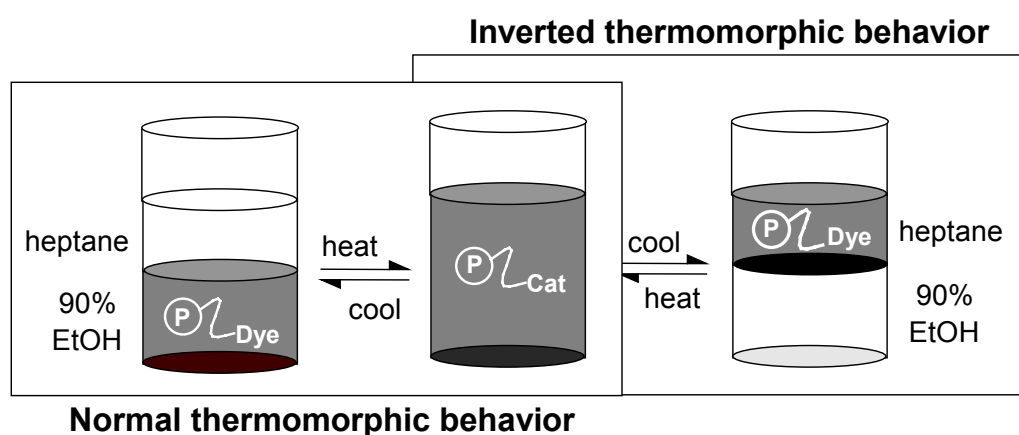 Inverted thermomorphic behavior
heptane
90%
EtOH
P
Dye
heat
cool
P
Cat
cool
heat
P
Dye
heptane
90%
EtOH
Normal thermomorphic behavior